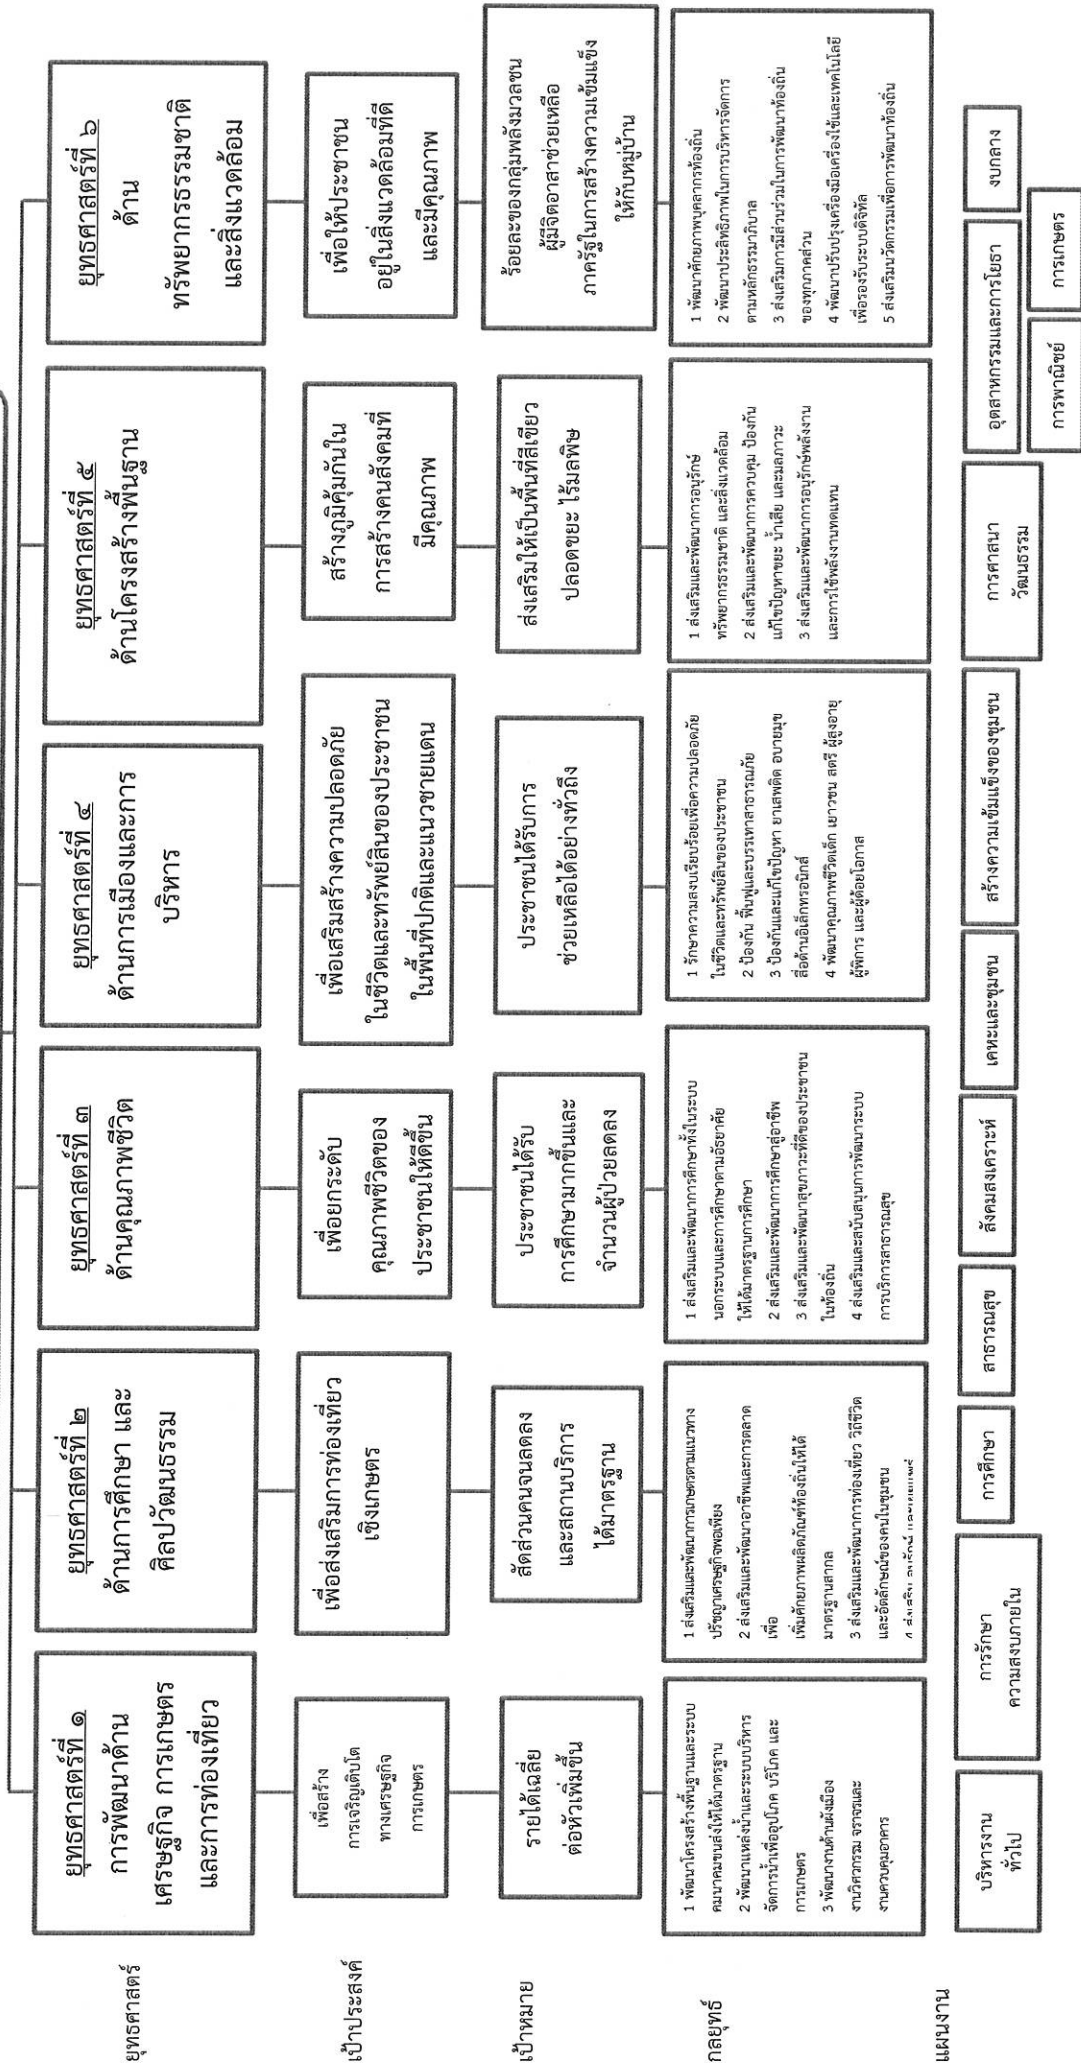 ยุทธศาสตร์
ยุทธศาสตร์ที่ ๑
การพัฒนาด้าน
เศรษฐกิจ การเกษตร
และการท่องเที่ยว
ยุทธศาสตร์ที่ ๒
ด้านการศึกษา และ
ศิลปวัฒนธรรม
ยุทธศาสตร์ที่ ๓
ด้านคุณภาพชีวิต
ยุทธศาสตร์ที่ ๔
ด้านการเมืองและการ
บริหาร
ยุทธศาสตร์ที่ ๕
ด้านโครงสร้างพื้นฐาน
ยุทธศาสตร์ที่ ๖
ด้าน
ทรัพยากรธรรมชาติ
และสิ่งแวดล้อม
เป้าประสงค์
เพื่อสร้าง
การเจริญเติบโต
ทางเศรษฐกิจ
การเกษตร
เพื่อส่งเสริมการท่องเที่ยว
เชิงเกษตร
เพื่อยกระดับ
คุณภาพชีวิตของ
ประชาชนให้ดีขึ้น
เพื่อเสริมสร้างความปลอดภัย
ในชีวิตและทรัพย์สินของประชาชน
ในพื้นที่ปกติและแนวชายแดน
สร้างภูมิคุ้มกันใน
การสร้างคนสังคมที่
มีคุณภาพ
เพื่อให้ประชาชน
อยู่ในสิ่งแวดล้อมที่ดี
และมีคุณภาพ
เป้าหมาย
รายได้เฉลี่ย
ต่อหัวเพิ่มขึ้น
สัดส่วนคนจนลดลง
และสถานบริการ
ได้มาตรฐาน
ประชาชนได้รับ
การศึกษามากขึ้นและ
จำนวนผู้ป่วยลดลง
ประชาชนได้รับการ
ช่วยเหลือได้อย่างทั่วถึง
ส่งเสริมให้เป็นพื้นที่สีเขียว
ปลอดขยะ ไร้มลพิษ
ร้อยละของกลุ่มพลังมวลชน
ผู้มีจิตอาสาช่วยเหลือ
ภาครัฐในการสร้างความเข้มแข็ง
ให้กับหมู่บ้าน
กลยุทธ์
1 พัฒนาโครงสร้างพื้นฐานและระบบ
คมนาคมขนส่งให้ได้มาตรฐาน
2 พัฒนาแหล่งน้ำและระบบบริหาร
จัดการน้ำเพื่ออุปโภค บริโภค และ
การเกษตร
3 พัฒนางานด้านผังเมือง
งานวิศวกรรม จราจรและ
งานควบคุมอาคาร
1 ส่งเสริมและพัฒนาการเกษตรตามแนวทาง
ปรัชญาเศรษฐกิจพอเพียง
2 ส่งเสริมและพัฒนาอาชีพและการตลาด
เพื่อ
เพิ่มศักยภาพผลิตภัณฑ์ท้องถิ่นให้ได้
มาตรฐานสากล
3 ส่งเสริมและพัฒนาการท่องเที่ยว วิถีชีวิต
และอัตลักษณ์ของคนในชุมชน
4 ส่งเสริม อนุรักษ์ และเผยแพร่
1 ส่งเสริมและพัฒนาการศึกษาทั้งในระบบ
นอกระบบและการศึกษาตามอัธยาศัย
ให้ได้มาตรฐานการศึกษา
2 ส่งเสริมและพัฒนาการศึกษาสู่อาชีพ
3 ส่งเสริมและพัฒนาสุขภาวะที่ดีของประชาชน
ในท้องถิ่น
4 ส่งเสริมและสนับสนุนการพัฒนาระบบ
การบริการสาธารณสุข
1 รักษาความสงบเรียบร้อยเพื่อความปลอดภัย
ในชีวิตและทรัพย์สินของประชาชน
2 ป้องกัน ฟื้นฟูและบรรเทาสาธารณภัย
3 ป้องกันและแก้ไขปัญหา ยาเสพติด อบายมุข
สื่อด้านอิเล็กทรอนิกส์
4 พัฒนาคุณภาพชีวิตเด็ก เยาวชน สตรี ผู้สูงอายุ
ผู้พิการ และผู้ด้อยโอกาส
1 ส่งเสริมและพัฒนาการอนุรักษ์
ทรัพยากรธรรมชาติ และสิ่งแวดล้อม
2 ส่งเสริมและพัฒนาการควบคุม ป้องกัน
แก้ไขปัญหาขยะ น้ำเสีย และมลภาวะ
3 ส่งเสริมและพัฒนาการอนุรักษ์พลังงาน
และการใช้พลังงานทดแทน
1 พัฒนาศักยภาพบุคลากรท้องถิ่น
2 พัฒนาประสิทธิภาพในการบริหารจัดการ
ตามหลักธรรมาภิบาล
3 ส่งเสริมการมีส่วนร่วมในการพัฒนาท้องถิ่น
ของทุกภาคส่วน
4 พัฒนาปรับปรุงเครื่องมือเครื่องใช้และเทคโนโลยี
เพื่อรองรับระบบดิจิทัล
5 ส่งเสริมนวัตกรรมเพื่อการพัฒนาท้องถิ่น
แผนงาน
บริหารงาน
ทั่วไป
การรักษา
ความสงบภายใน
การศึกษา
สาธารณสุข
สังคมสงเคราะห์
เคหะและชุมชน
สร้างความเข้มแข็งของชุมชน
การศาสนา
วัฒนธรรม
อุตสาหกรรมและการโยธา
งบกลาง
การพาณิชย์
การเกษตร